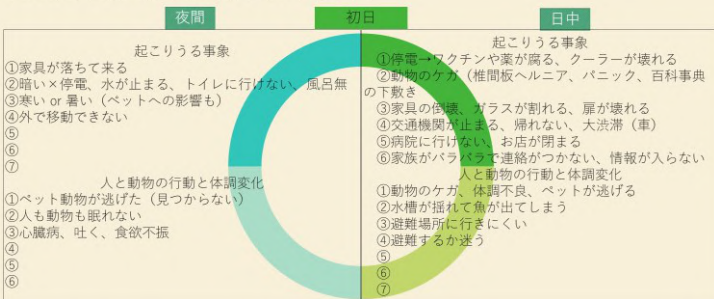 夜間
初日
日中
起こりうる事象
①家具が落ちて来る
②暗い×停電、水が止まる、トイレに行けない、風呂無
③寒い or 暑い（ペットへの影響も）
④外で移動できない
⑤
⑥
⑦
人と動物の行動と体調変化
①ペット動物が逃げた（見つからない）
②人も動物も眠れない
③心臓病、吐く、食欲不振
④
⑤
⑥
起こりうる事象
①停電→ワクチンや薬が腐る、クーラーが壊れる
②動物のケガ（椎間板ヘルニア、パニック、百科事典
の下敷き
③家具の倒壊、ガラスが割れる、扉が壊れる
④交通機関が止まる、帰れない、大渋滞（車）
⑤病院に行けない、お店が閉まる
⑥家族がバラバラで連絡がつかない、情報が入らない
人と動物の行動と体調変化
①動物のケガ、体調不良、ペットが逃げる
②水槽が揺れて魚が出てしまう
③避難場所に行きにくい
④避難するか迷う
⑤
⑥
⑦